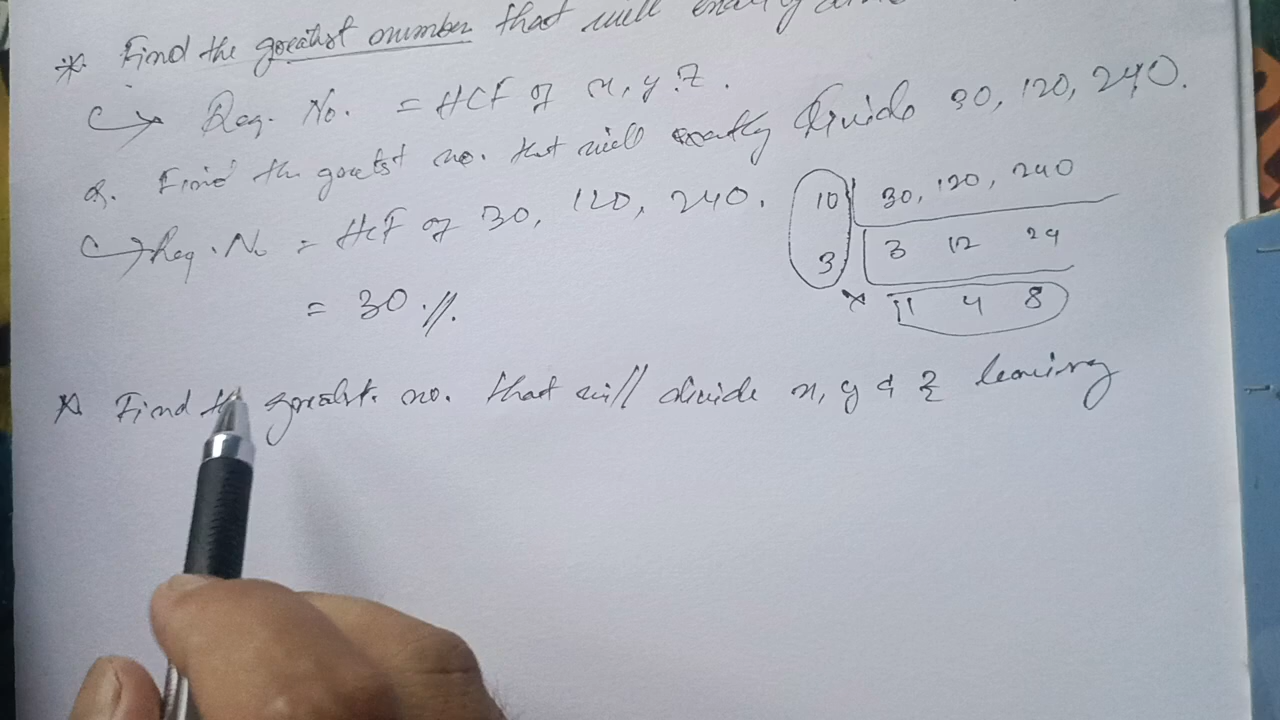 * Find the greatest number that will exactly
↪ Req. No. = HCF of x, y, z.
Q. Find the greatst no. that will exactly divide 30, 120, 240.
↪ Req. No = HCF of 30, 120, 240.
= 30 //.
10 | 30, 120, 240
3 | 3 12 24
× 1 4 8
* Find the greatest. no. that will divide x, y & z leaving